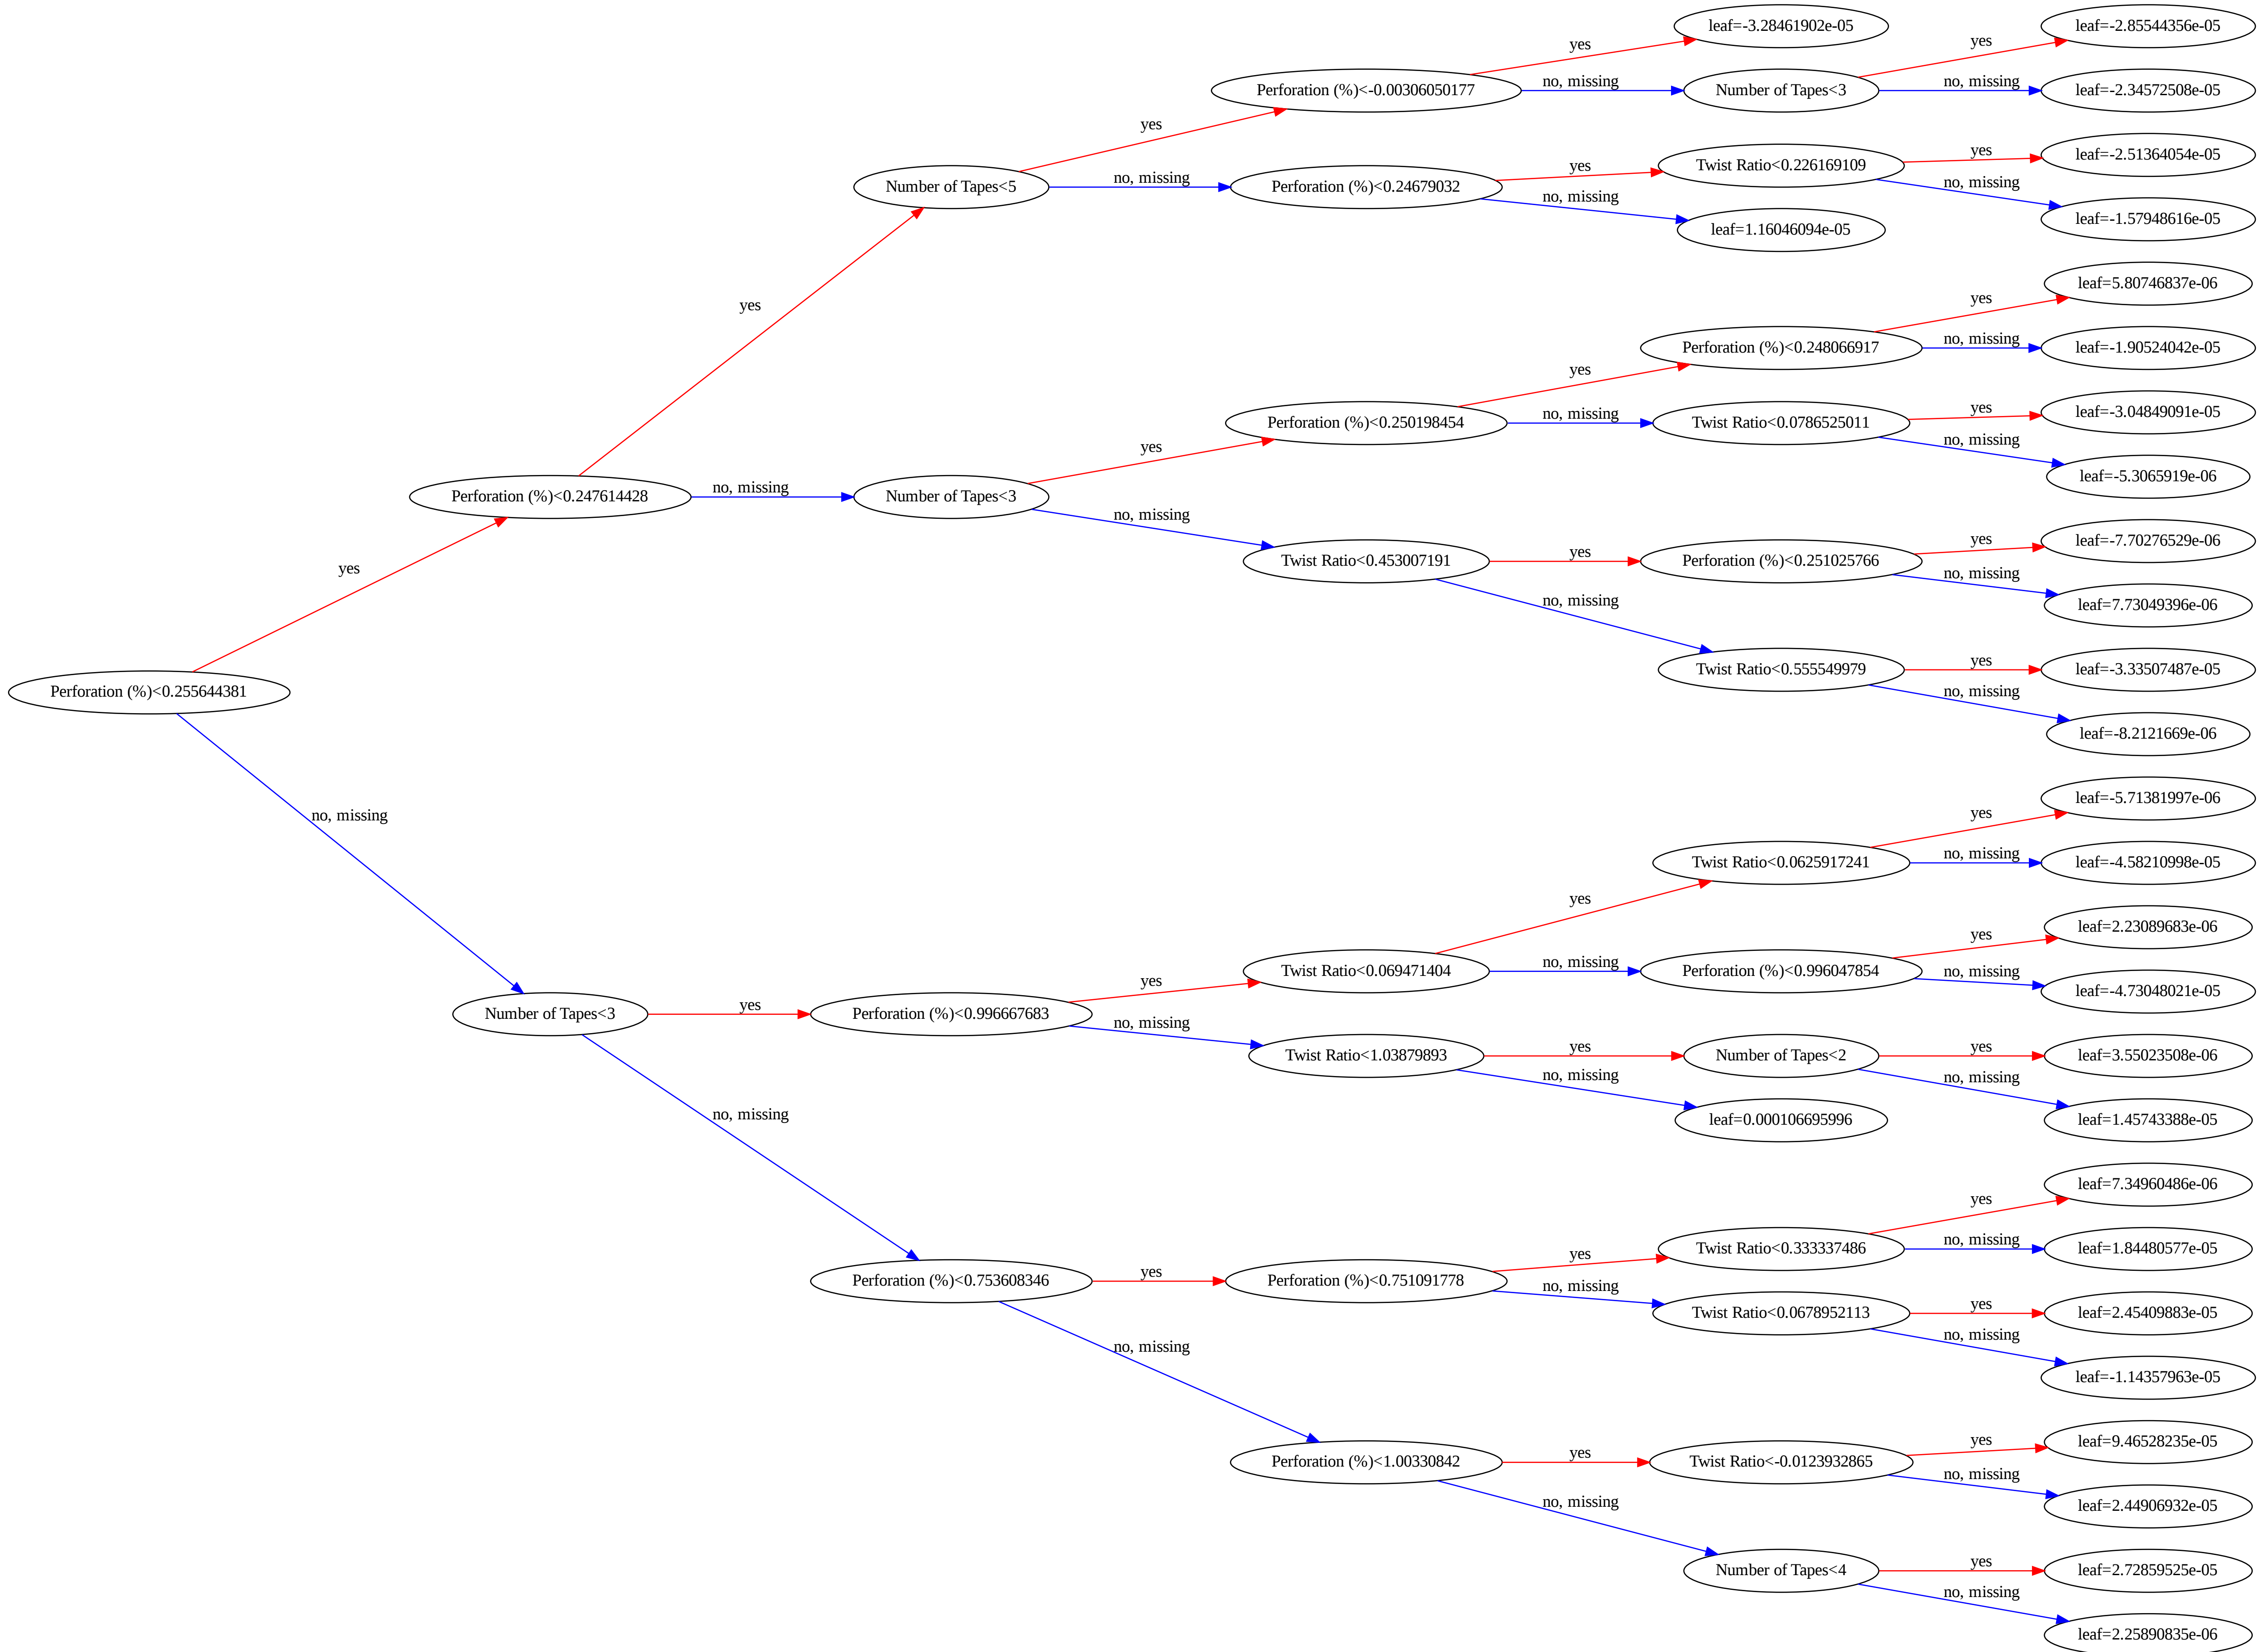 Perforation (%)<0.255644381
yes
no, missing
Perforation (%)<0.247614428
yes
no, missing
Number of Tapes<3
yes
no, missing
Number of Tapes<5
yes
no, missing
Number of Tapes<3
yes
no, missing
Perforation (%)<0.996667683
yes
no, missing
Perforation (%)<0.753608346
yes
no, missing
Perforation (%)<-0.00306050177
yes
no, missing
Perforation (%)<0.24679032
yes
no, missing
Perforation (%)<0.250198454
yes
no, missing
Twist Ratio<0.453007191
yes
no, missing
Twist Ratio<0.069471404
yes
no, missing
Twist Ratio<1.03879893
yes
no, missing
Perforation (%)<0.751091778
yes
no, missing
Perforation (%)<1.00330842
yes
no, missing
leaf=-3.28461902e-05
Number of Tapes<3
yes
no, missing
Twist Ratio<0.226169109
yes
no, missing
leaf=1.16046094e-05
Perforation (%)<0.248066917
yes
no, missing
Twist Ratio<0.0786525011
yes
no, missing
Perforation (%)<0.251025766
yes
no, missing
Twist Ratio<0.555549979
yes
no, missing
Twist Ratio<0.0625917241
yes
no, missing
Perforation (%)<0.996047854
yes
no, missing
Number of Tapes<2
yes
no, missing
leaf=0.000106695996
Twist Ratio<0.333337486
yes
no, missing
Twist Ratio<0.0678952113
yes
no, missing
Twist Ratio<-0.0123932865
yes
no, missing
Number of Tapes<4
yes
no, missing
leaf=-2.85544356e-05
leaf=-2.34572508e-05
leaf=-2.51364054e-05
leaf=-1.57948616e-05
leaf=5.80746837e-06
leaf=-1.90524042e-05
leaf=-3.04849091e-05
leaf=-5.3065919e-06
leaf=-7.70276529e-06
leaf=7.73049396e-06
leaf=-3.33507487e-05
leaf=-8.2121669e-06
leaf=-5.71381997e-06
leaf=-4.58210998e-05
leaf=2.23089683e-06
leaf=-4.73048021e-05
leaf=3.55023508e-06
leaf=1.45743388e-05
leaf=7.34960486e-06
leaf=1.84480577e-05
leaf=2.45409883e-05
leaf=-1.14357963e-05
leaf=9.46528235e-05
leaf=2.44906932e-05
leaf=2.72859525e-05
leaf=2.25890835e-06